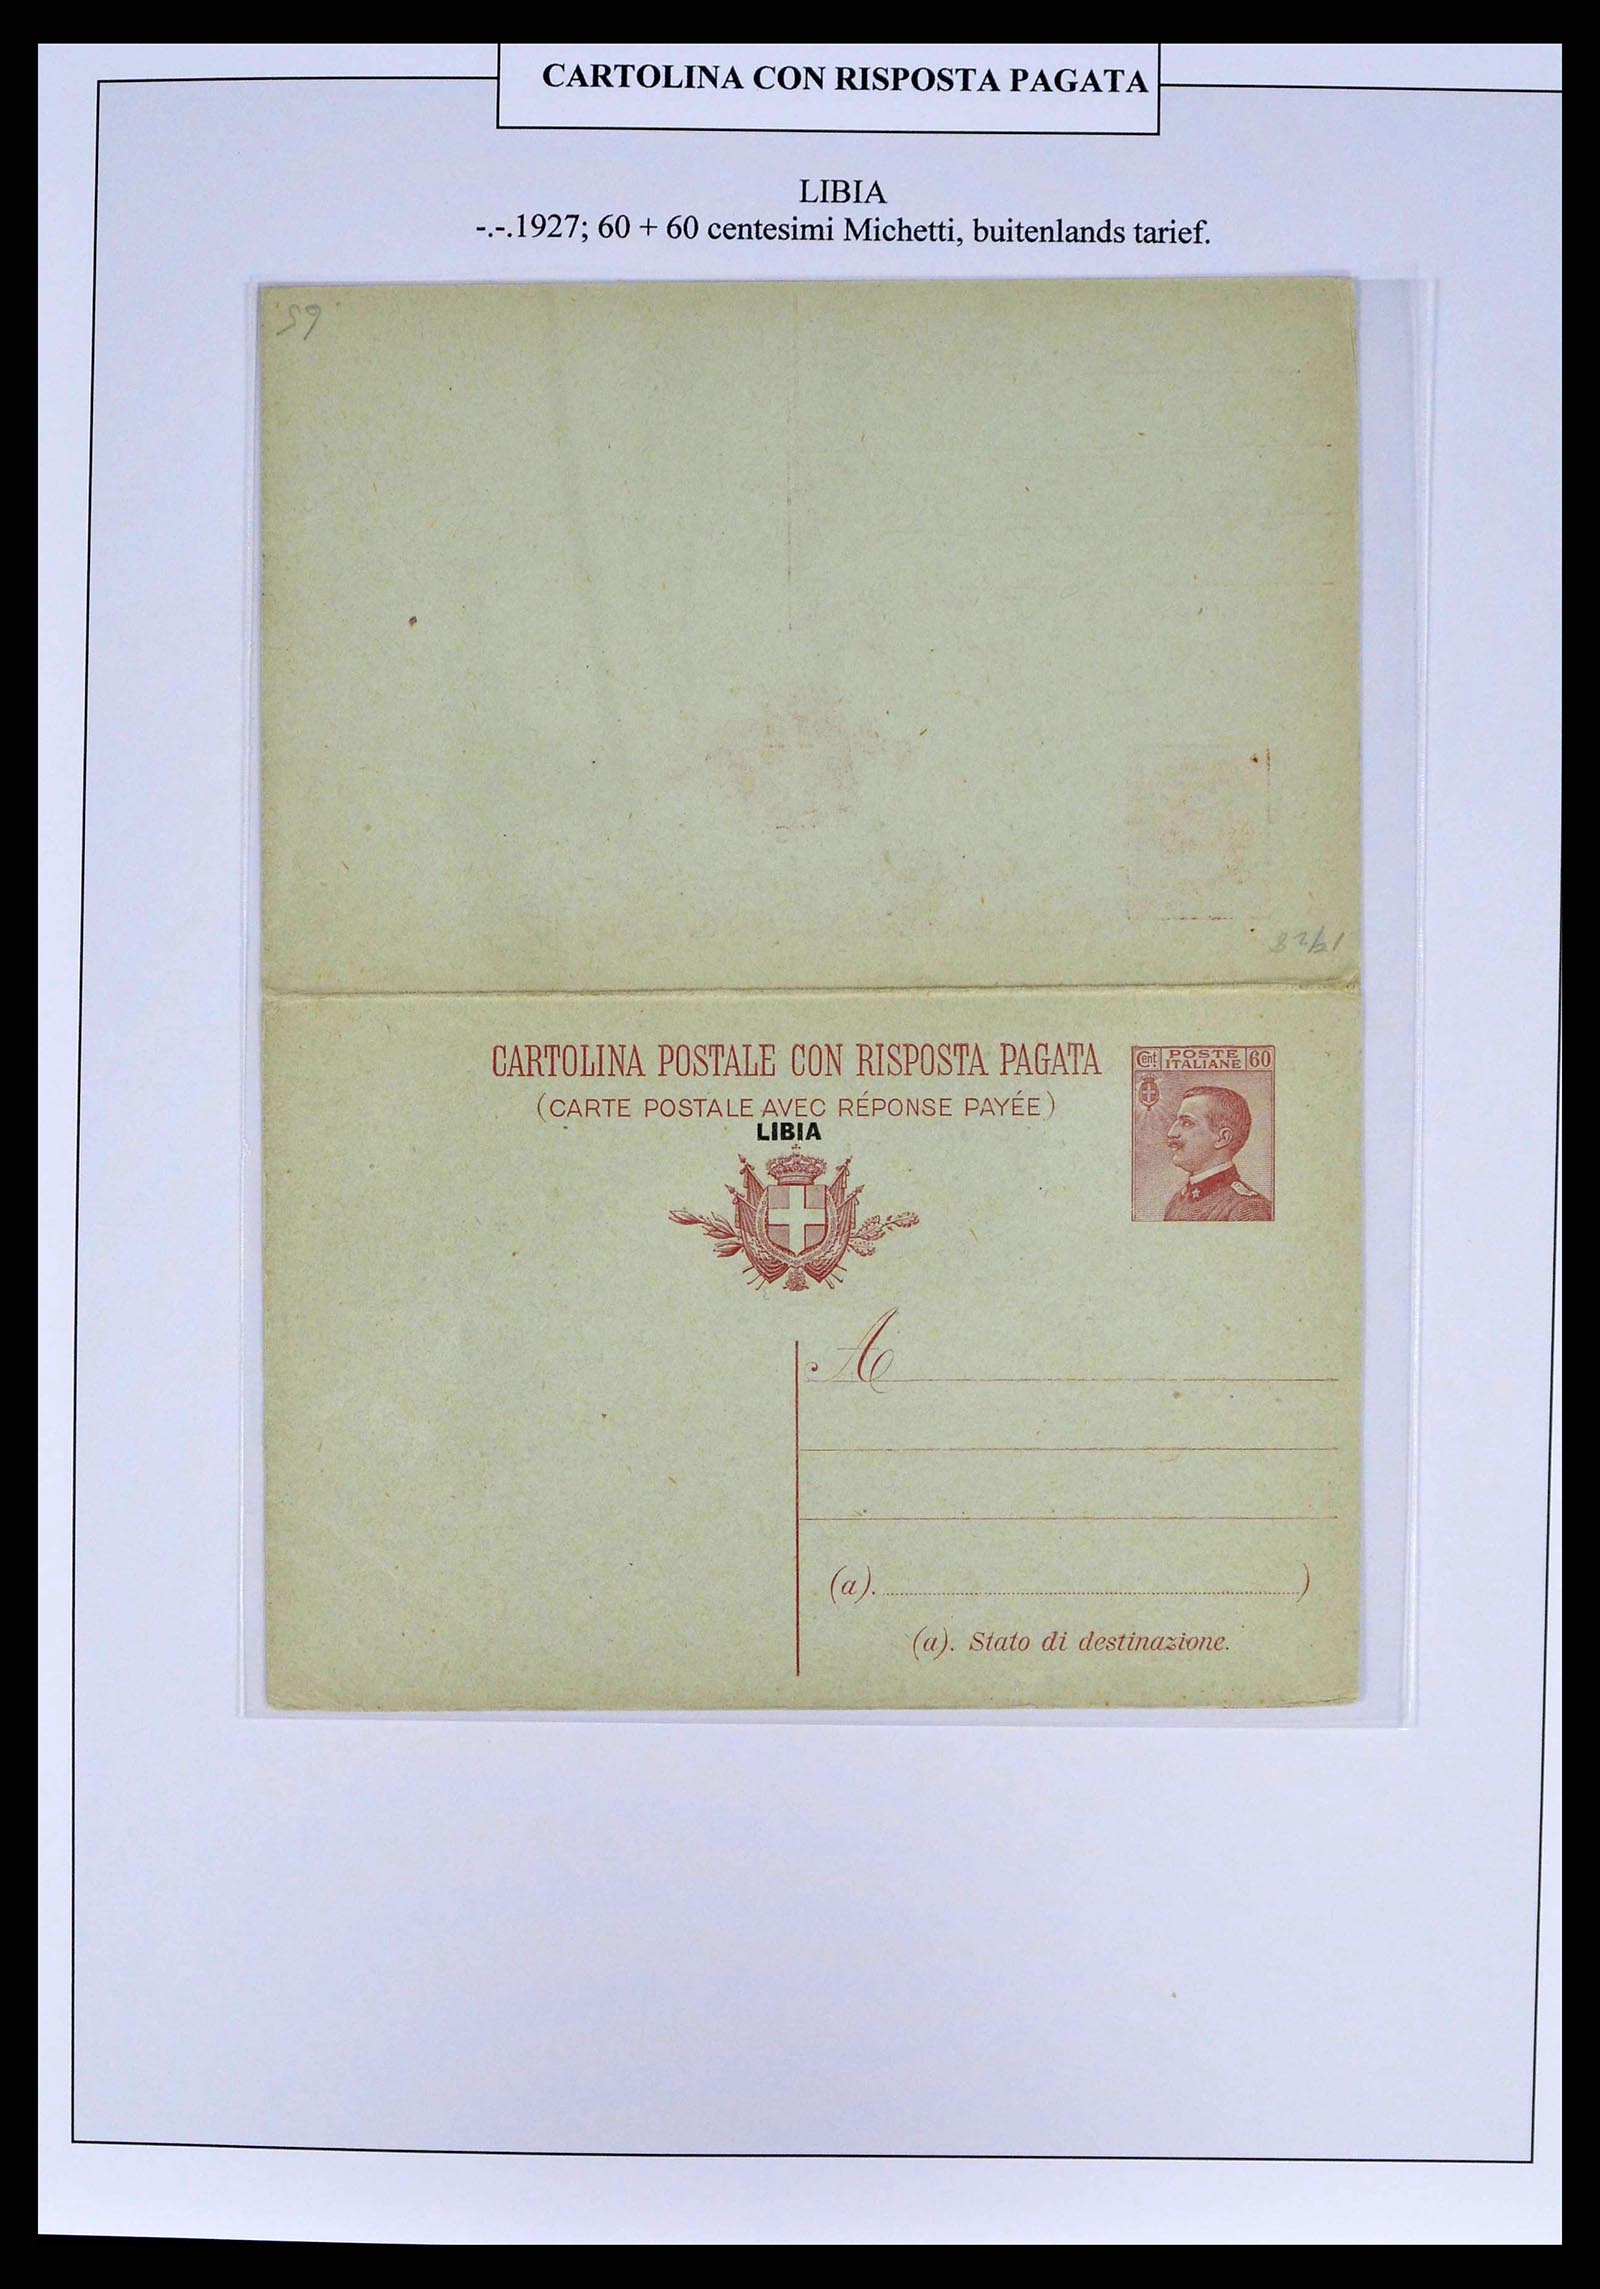 CARTOLINA CON RISPOSTA PAGATA
LIBIA
-.-.1927; 60 + 60 centesimi Michetti, buitenlands tarief.
CARTOLINA POSTALE CON RISPOSTA PAGATA
(CARTE POSTALE AVEC RÉPONSE PAYÉE)
LIBIA
Cent POSTE ITALIANE 60
A
(a). )
(a). Stato di destinazione.